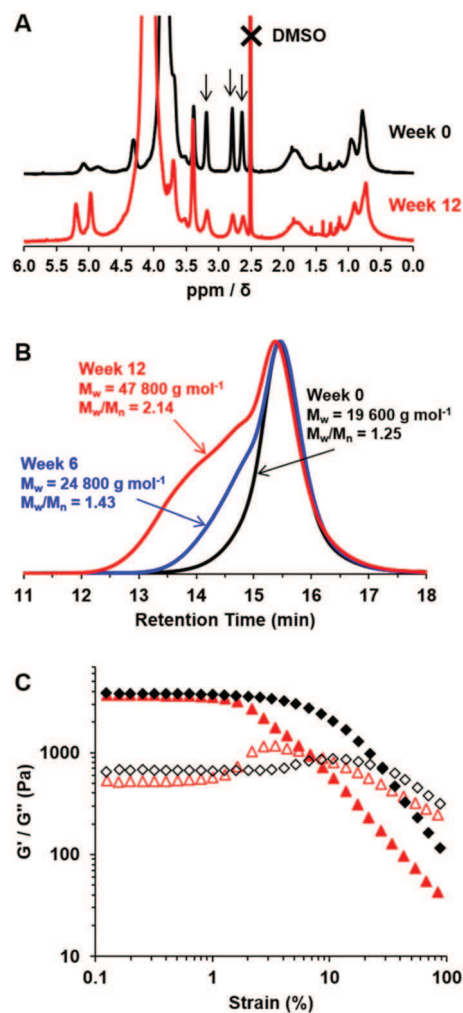 A
DMSO
Week 0
Week 12
6.0 5.5 5.0 4.5 4.0 3.5 3.0 2.5 2.0 1.5 1.0 0.5 0.0
ppm / δ
B
Week 12
Mw = 47 800 g mol-1
Mw/Mn = 2.14
Week 0
Mw = 19 600 g mol-1
Mw/Mn = 1.25
Week 6
Mw = 24 800 g mol-1
Mw/Mn = 1.43
11 12 13 14 15 16 17 18
Retention Time (min)
C
G' / G'' (Pa)
1000
100
10
0.1 1 10 100
Strain (%)